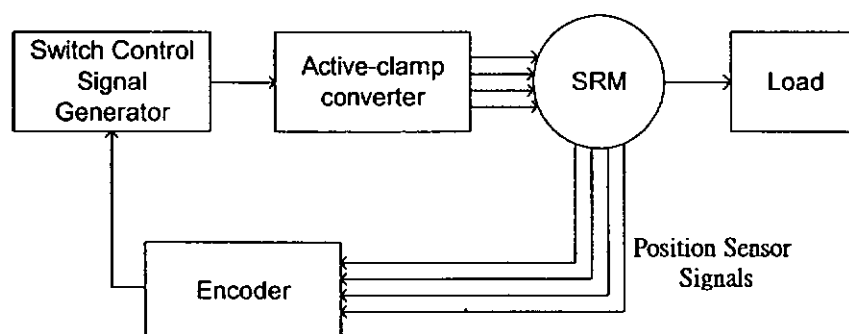 Switch Control
Signal
Generator
Active-clamp
converter
SRM
Load
Position Sensor
Signals
Encoder